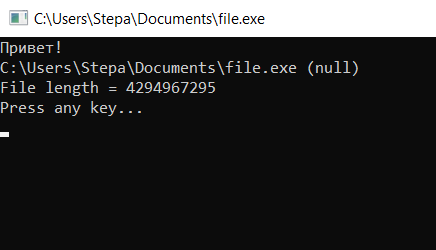 C:\Users\Stepa\Documents\file.exe
Привет!
C:\Users\Stepa\Documents\file.exe (null)
File length = 4294967295
Press any key...